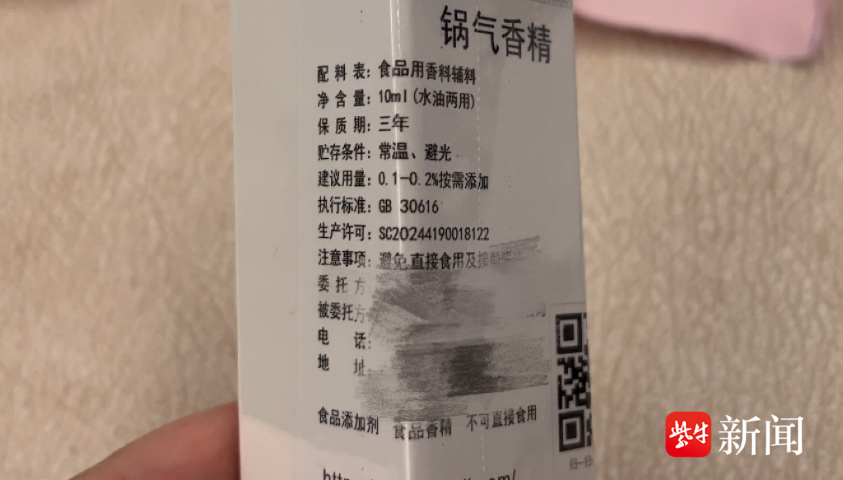 锅气香精
配料表：食品用香料辅料
净含量：10ml(水油两用)
保质期：三年
贮存条件：常温、避光
建议用量：0.1-0.2%按需添加
执行标准：GB 30616
生产许可：SC20244190018122
注意事项：避免直接食用及接
委托方
被委托方
电 话：
地 址：
食品添加剂 食品香精 不可直接食用
紫牛新闻